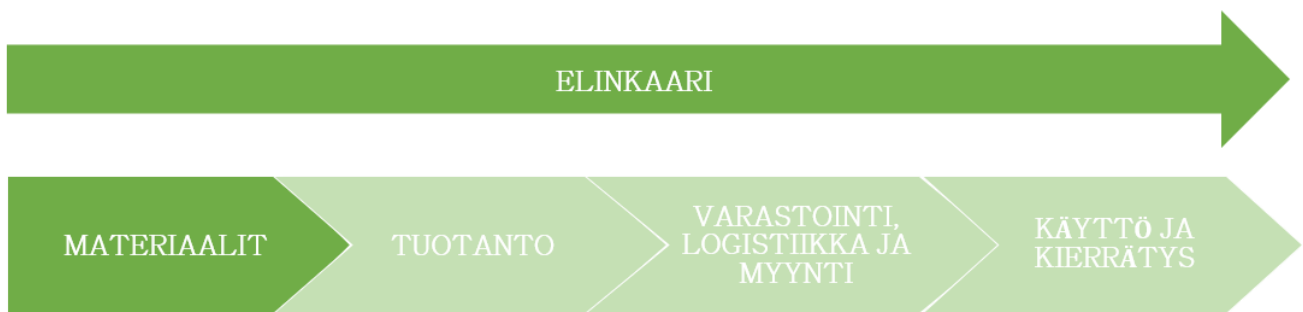 ELINKAARI
MATERIAALIT
TUOTANTO
VARASTOINTI,
LOGISTIIKKA JA
MYYNTI
KÄYTTÖ JA
KIERRÄTYS